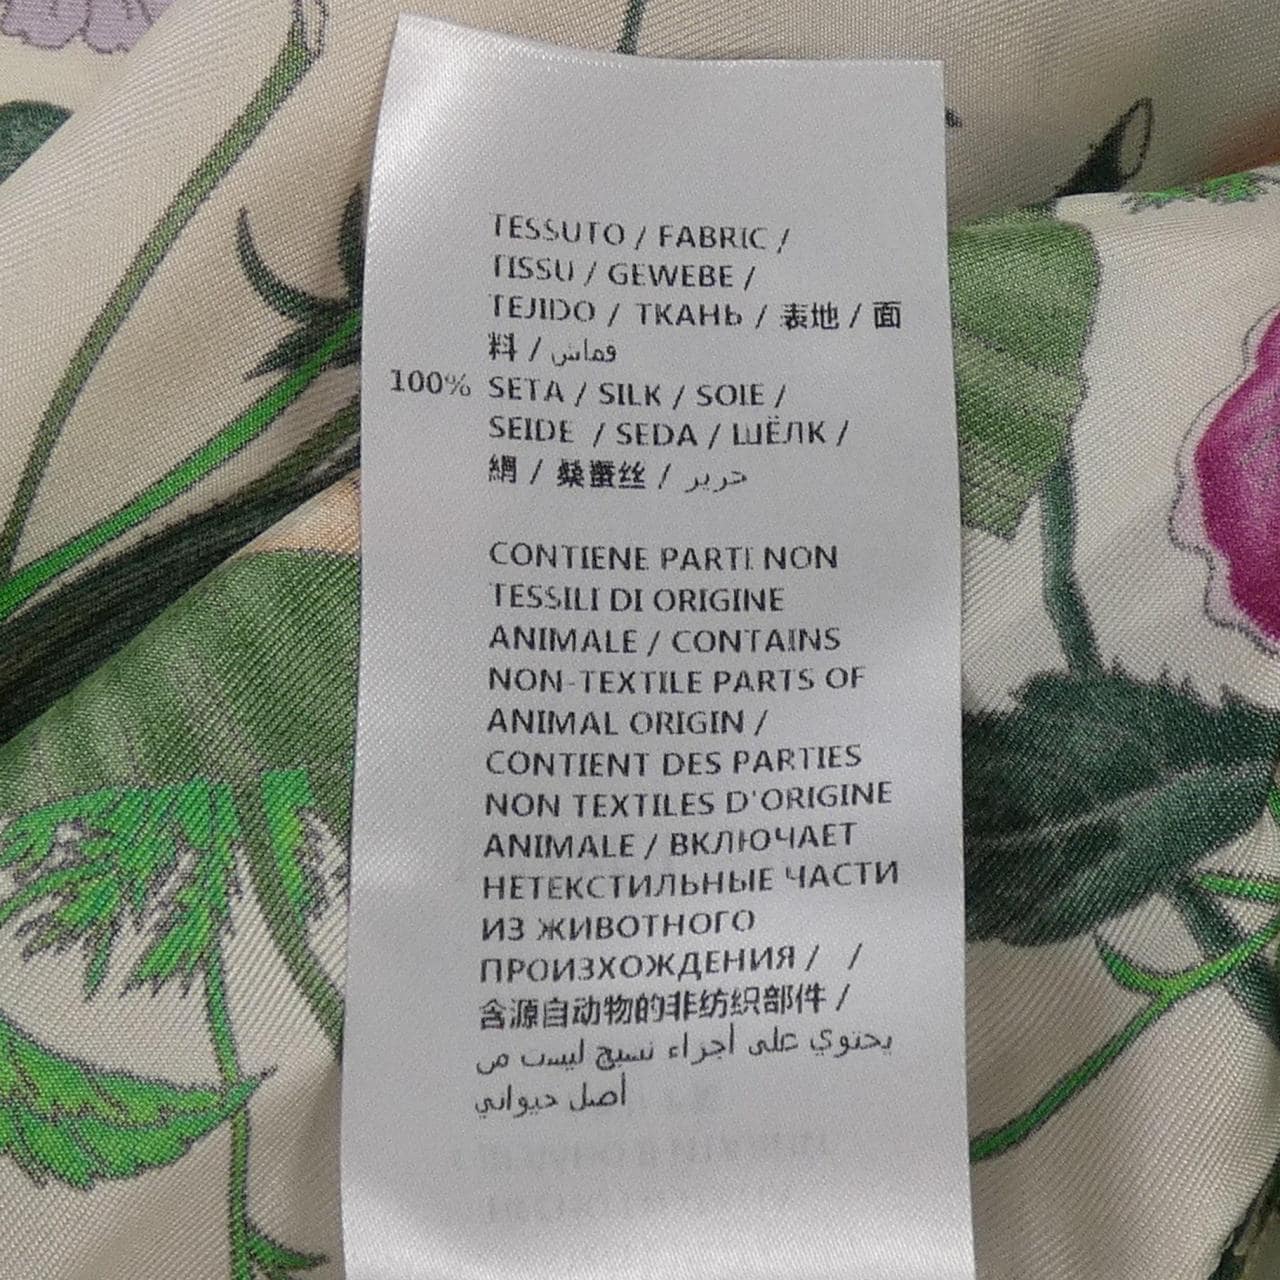 TESSUTO / FABRIC /
TISSU / GEWEBE /
TEJIDO / ТКАНЬ / 表地 / 面
料 / قماش
100% SETA / SILK / SOIE /
SEIDE / SEDA / ШЁЛК /
絹 / 桑蚕丝 / حرير
CONTIENE PARTI NON
TESSILI DI ORIGINE
ANIMALE / CONTAINS
NON-TEXTILE PARTS OF
ANIMAL ORIGIN /
CONTIENT DES PARTIES
NON TEXTILES D'ORIGINE
ANIMALE / ВКЛЮЧАЕТ
НЕТЕКСТИЛЬНЫЕ ЧАСТИ
ИЗ ЖИВОТНОГО
ПРОИЗХОЖДЕНИЯ / /
含源自动物的非纺织部件 /
يحتوي على أجزاء نسيج ليست من
أصل حيواني